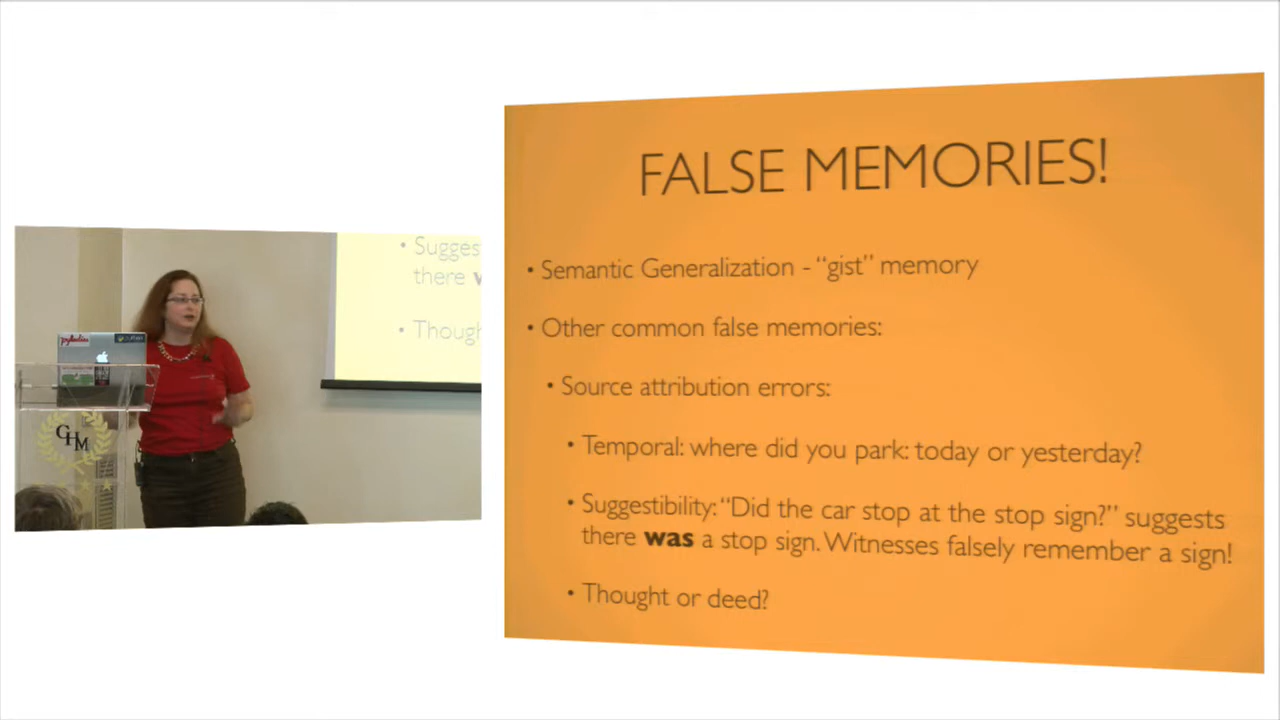 FALSE MEMORIES!
• Semantic Generalization - “gist” memory
• Other common false memories:
• Source attribution errors:
• Temporal: where did you park: today or yesterday?
• Suggestibility: “Did the car stop at the stop sign?” suggests
there was a stop sign. Witnesses falsely remember a sign!
• Thought or deed?
• Sugges
there w
• Though
GHM
pyladies